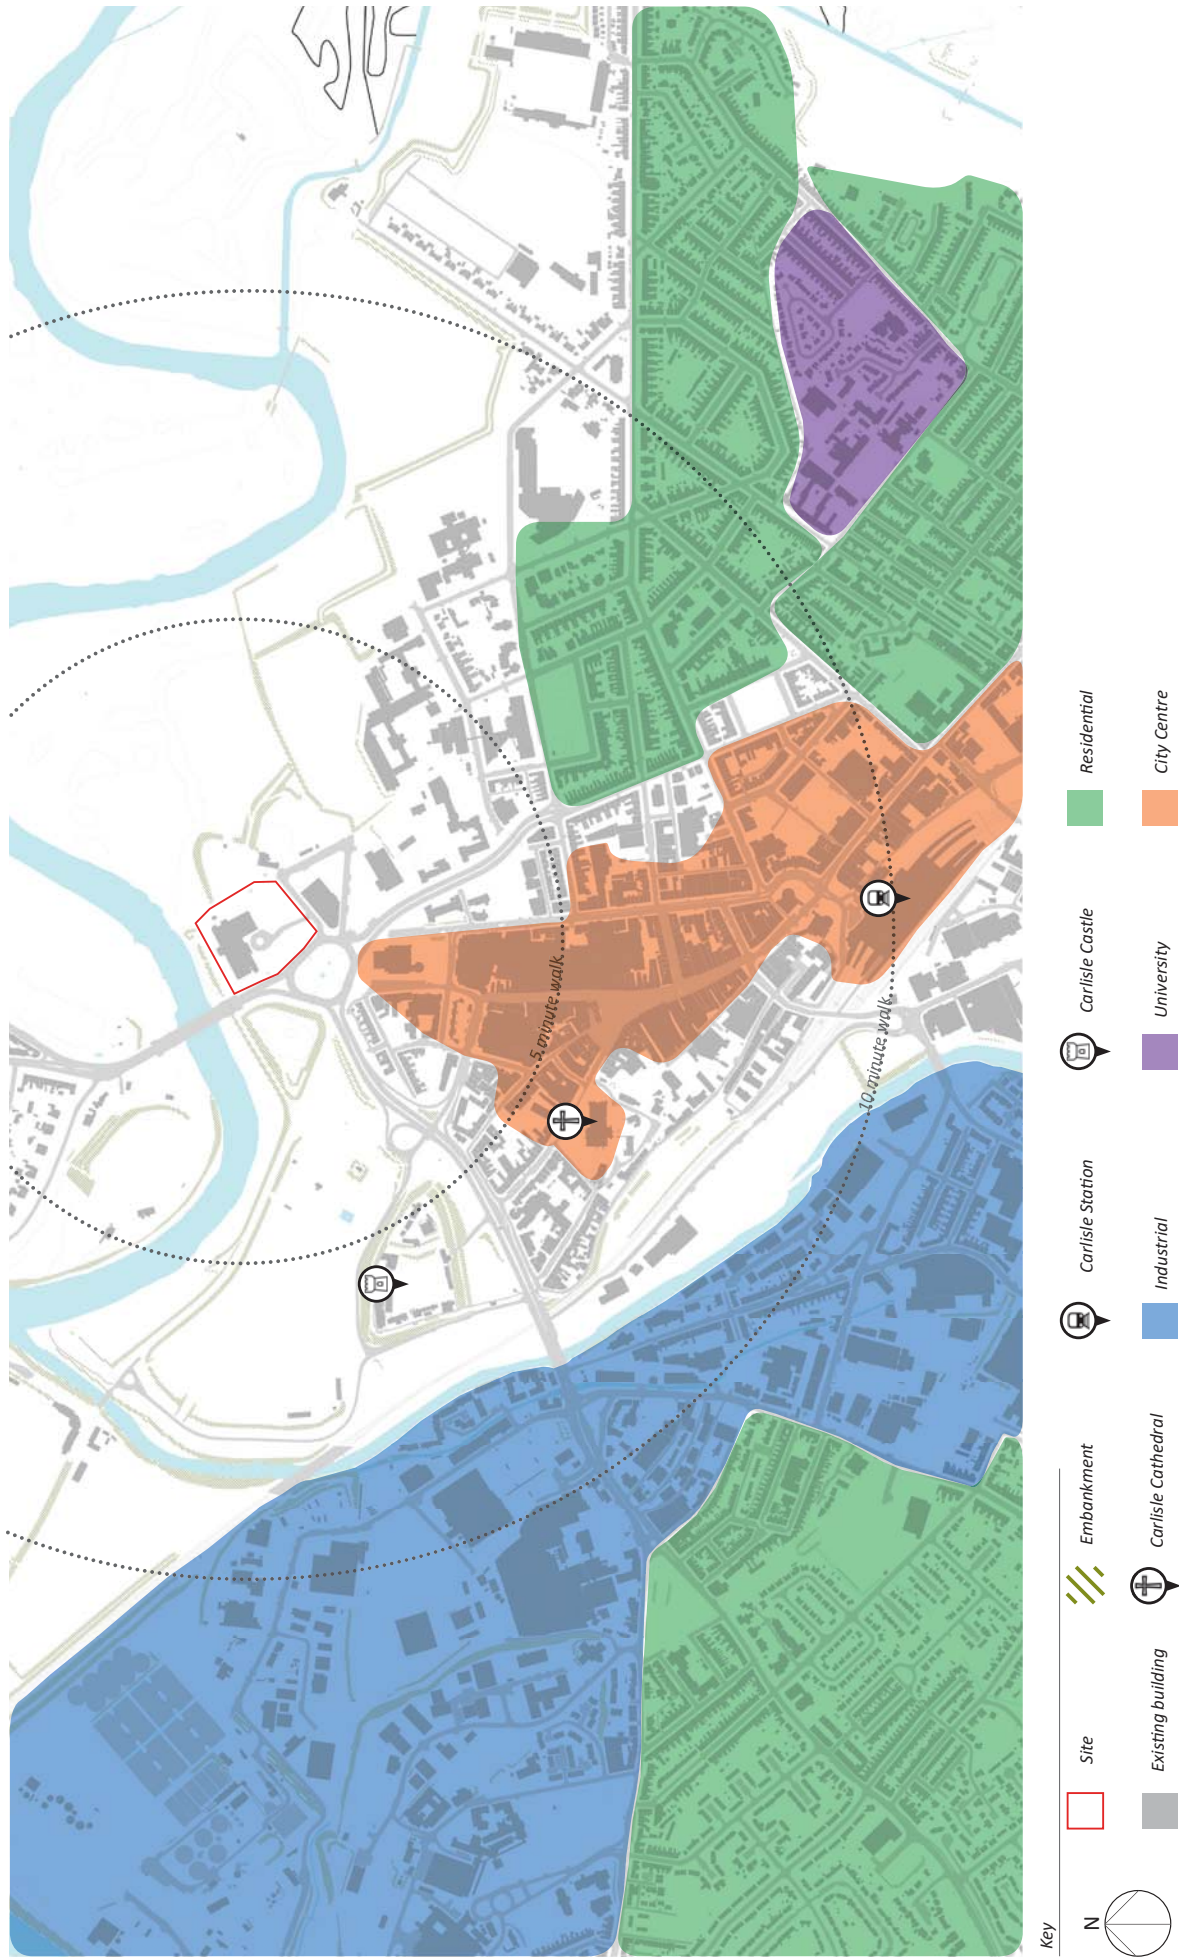 5 minute walk
10 minute walk
Key
N
Site
Embankment
Carlisle Station
Carlisle Castle
Residential
Existing building
Carlisle Cathedral
Industrial
University
City Centre